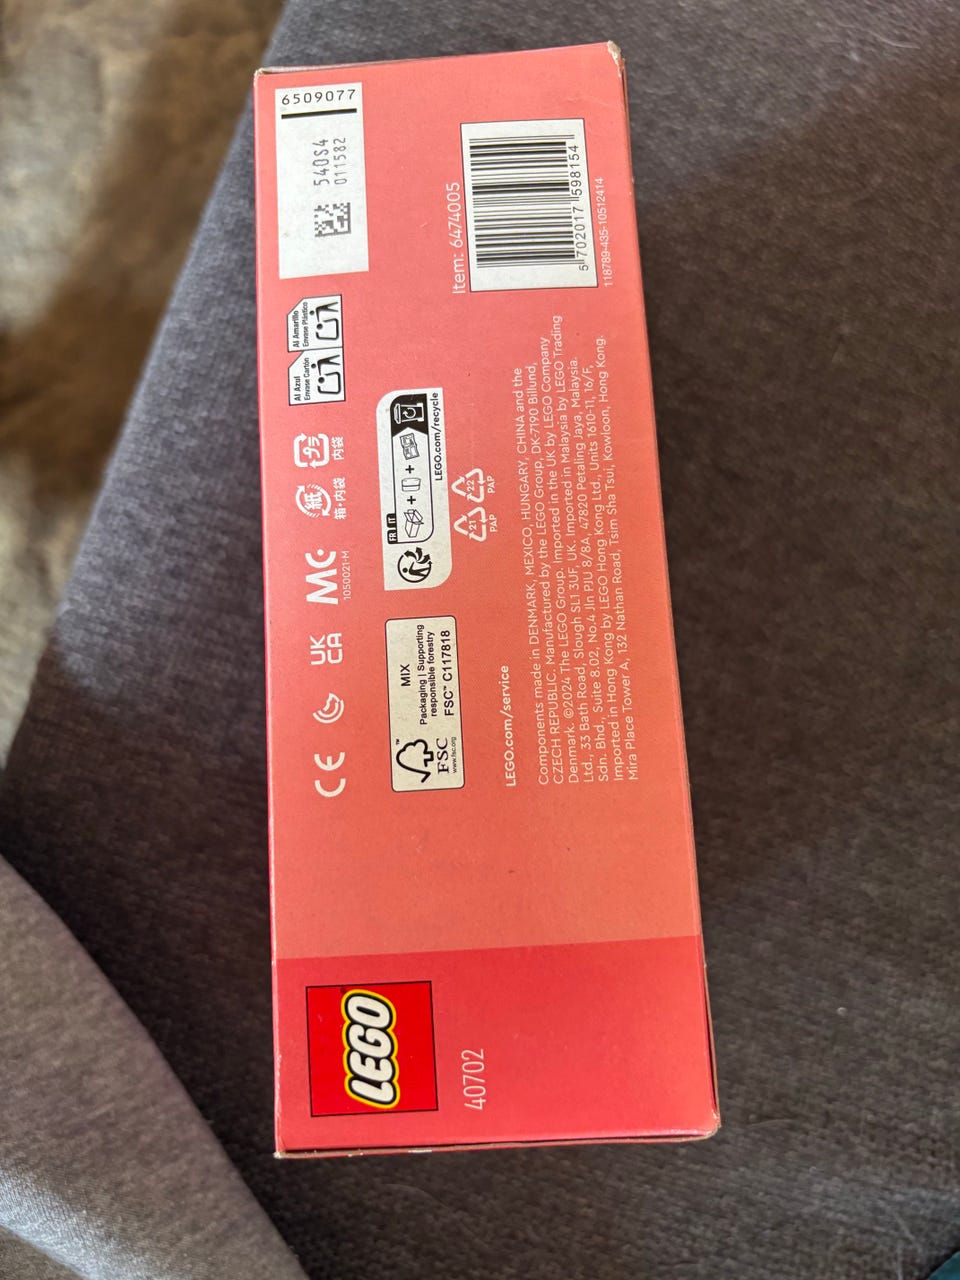 LEGO
40702
CE
UK
CA
1050021-M
紙
箱・内袋
プラ
内袋
Al Azul
Envase Cartón
Al Amarillo
Envase Plástico
6509077
540S4
011582
FSC™
www.fsc.org
MIX
Packaging | Supporting
responsible forestry
FSC™ C117818
FR IT
+ +
LEGO.com/recycle
21
PAP
22
PAP
Item: 6474005
5 702017 598154
118789-435-10512414
LEGO.com/service
Components made in DENMARK, MEXICO, HUNGARY, CHINA and the
CZECH REPUBLIC. Manufactured by the LEGO Group, DK-7190 Billund,
Denmark. ©2024 The LEGO Group. Imported in the UK by LEGO Company
Ltd., 33 Bath Road, Slough SL1 3UF, UK. Imported in Malaysia by LEGO Trading
Sdn. Bhd., Suite 8.02, No.4 Jln PJU 8/8A, 47820 Petaling Jaya, Malaysia.
Imported in Hong Kong by LEGO Hong Kong Ltd., Units 1610-11, 16/F,
Mira Place Tower A, 132 Nathan Road, Tsim Sha Tsui, Kowloon, Hong Kong.